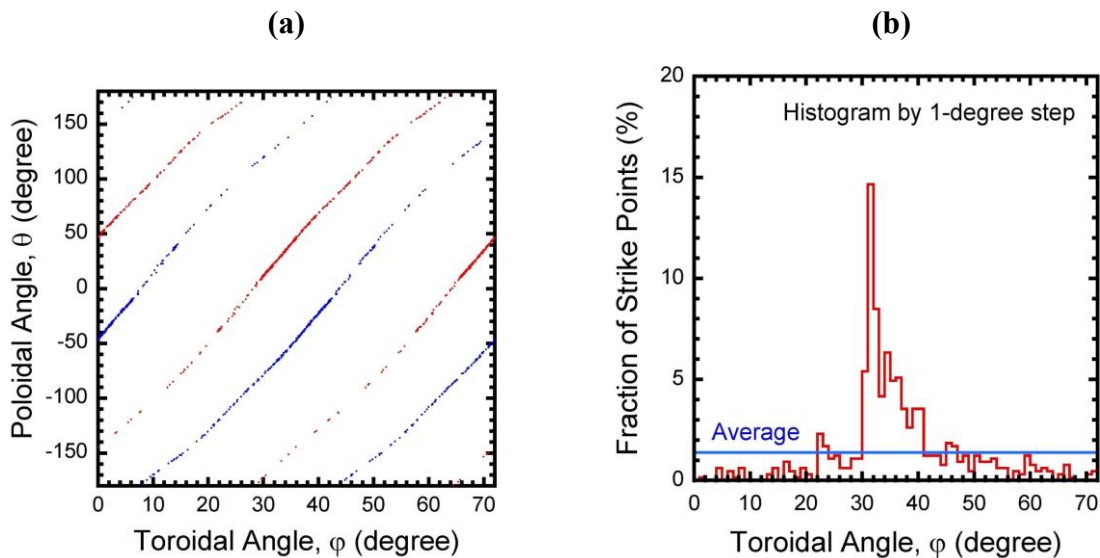 (a)
(b)
Poloidal Angle, θ (degree)
150
100
50
0
-50
-100
-150
0 10 20 30 40 50 60 70
Toroidal Angle, φ (degree)
Fraction of Strike Points (%)
20
15
10
5
0
Histogram by 1-degree step
Average
0 10 20 30 40 50 60 70
Toroidal Angle, φ (degree)